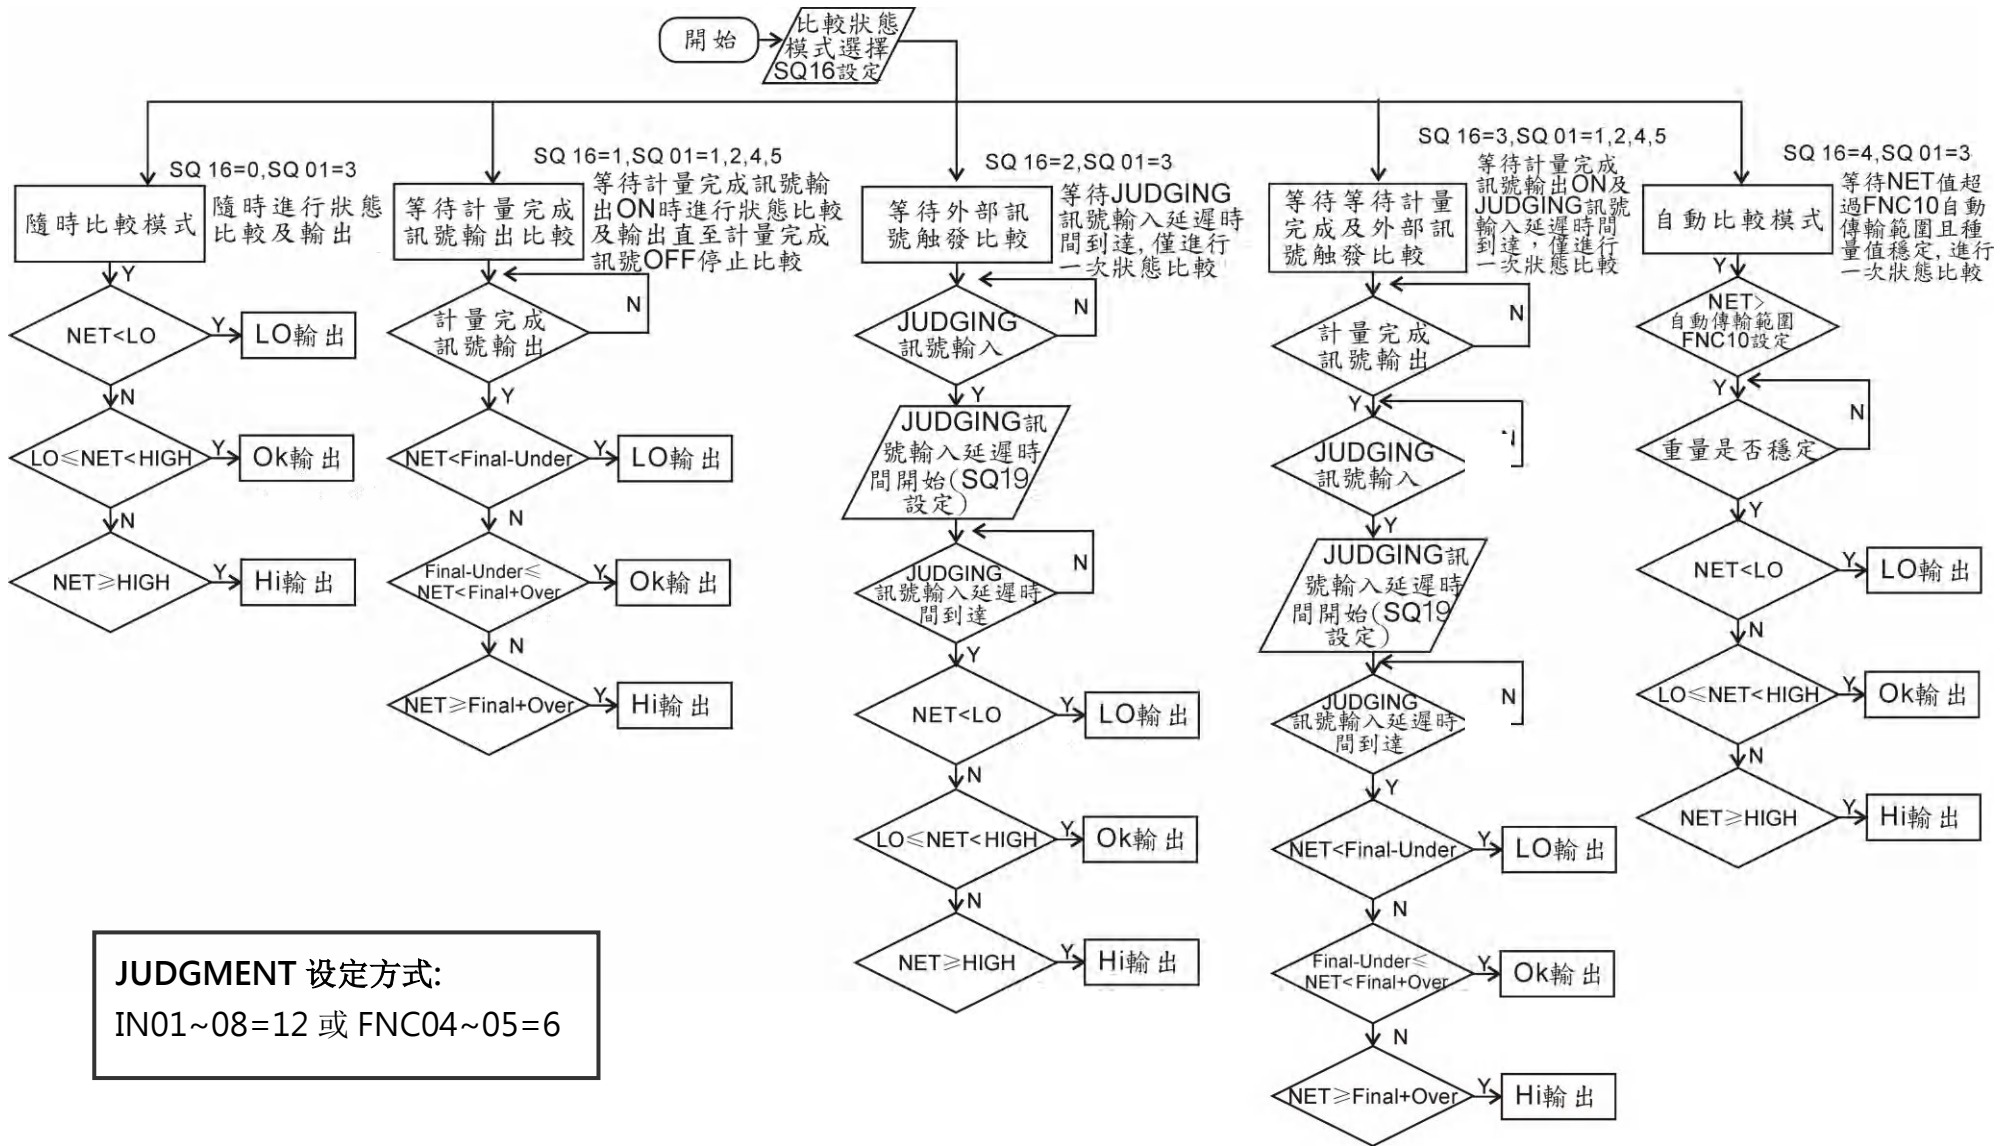 開始
比較狀態
模式選擇
SQ16設定
SQ 16=0,SQ 01=3
隨時比較模式
隨時進行狀態
比較及輸出
Y
NET<LO
Y
LO輸出
N
LO≤NET<HIGH
Y
Ok輸出
N
NET≥HIGH
Y
Hi輸出
SQ 16=1,SQ 01=1,2,4,5
等待計量完成
訊號輸出比較
等待計量完成訊號輸
出ON時進行狀態比較
及輸出直至計量完成
訊號OFF停止比較
N
計量完成
訊號輸出
Y
NET<Final-Under
Y
LO輸出
N
Final-Under≤
NET<Final+Over
Y
Ok輸出
N
NET≥Final+Over
Y
Hi輸出
SQ 16=2,SQ 01=3
等待外部訊
號触發比較
等待JUDGING
訊號輸入延遲時
間到達,僅進行
一次狀態比較
N
JUDGING
訊號輸入
Y
JUDGING訊
號輸入延遲時
間開始(SQ19
設定)
N
JUDGING
訊號輸入延遲時
間到達
Y
NET<LO
Y
LO輸出
N
LO≤NET<HIGH
Y
Ok輸出
N
NET≥HIGH
Y
Hi輸出
SQ 16=3,SQ 01=1,2,4,5
等待等待計量
完成及外部訊
號触發比較
等待計量完成
訊號輸出ON及
JUDGING訊號
輸入延遲時間
到達,僅進行
一次狀態比較
N
計量完成
訊號輸出
Y
JUDGING
訊號輸入
Y
JUDGING訊
號輸入延遲時
間開始(SQ19
設定)
N
JUDGING
訊號輸入延遲時
間到達
Y
NET<Final-Under
Y
LO輸出
N
Final-Under≤
NET<Final+Over
Y
Ok輸出
N
NET≥Final+Over
Y
Hi輸出
SQ 16=4,SQ 01=3
自動比較模式
等待NET值超
過FNC10自動
傳輸範圍且種
量值穩定,進行
一次狀態比較
Y
NET>
自動傳輸範圍
FNC10設定
Y
N
重量是否穩定
Y
NET<LO
Y
LO輸出
N
LO≤NET<HIGH
Y
Ok輸出
N
NET≥HIGH
Y
Hi輸出
JUDGMENT 设定方式:
IN01~08=12 或 FNC04~05=6